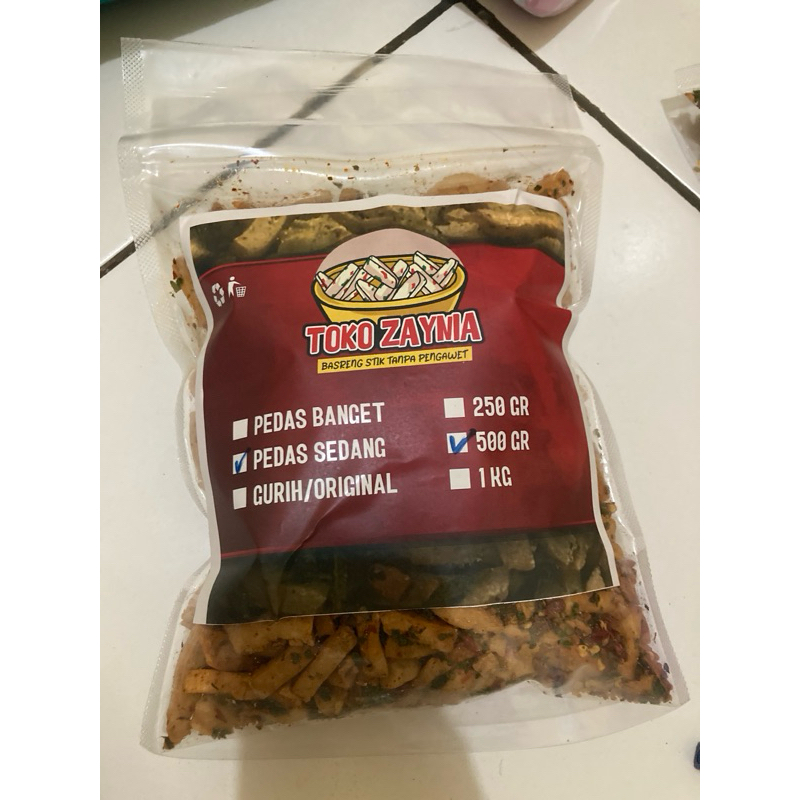 TOKO ZAYNIA
BASRENG STIK TANPA PENGAWET
PEDAS BANGET
PEDAS SEDANG
GURIH/ORIGINAL
250 GR
500 GR
1 KG